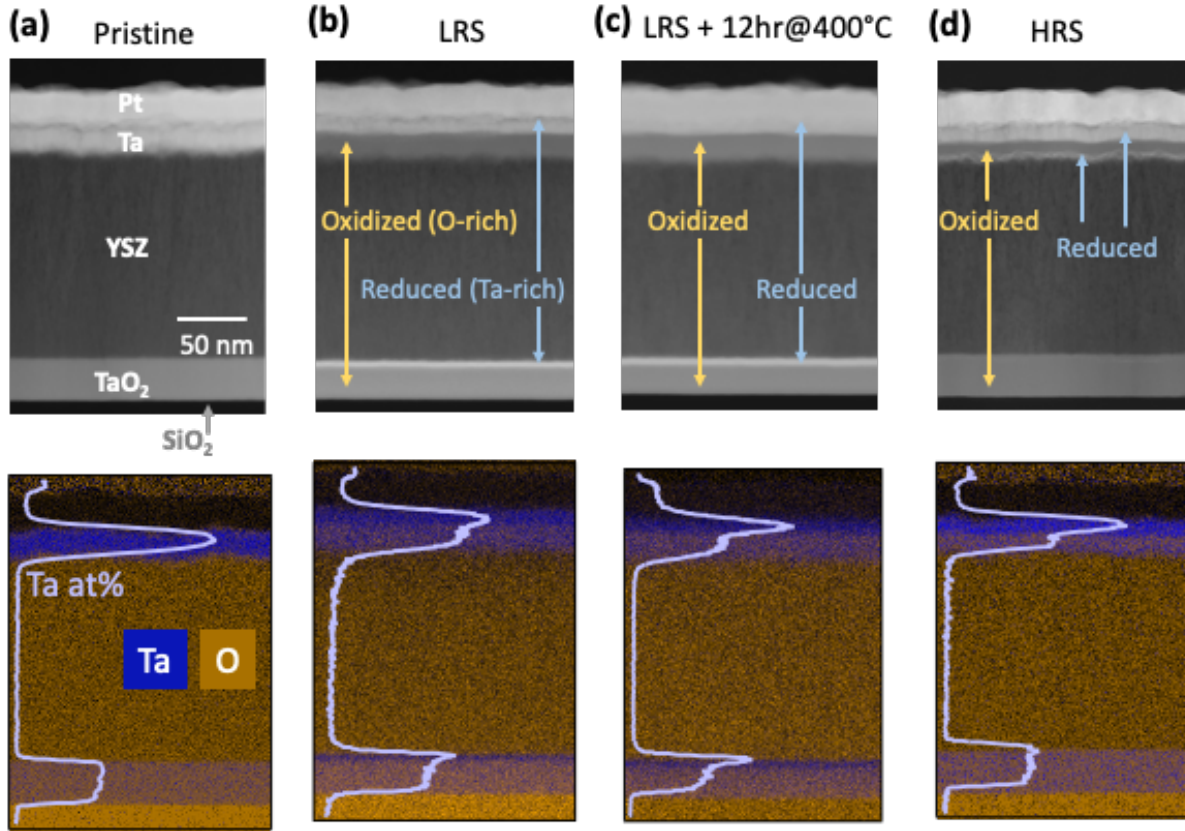 (a) Pristine
(b) LRS
(c) LRS + 12hr@400°C
(d) HRS
Pt
Ta
YSZ
50 nm
TaO₂
SiO₂
Oxidized (O-rich)
Reduced (Ta-rich)
Oxidized
Reduced
Oxidized
Reduced
Ta at%
Ta O